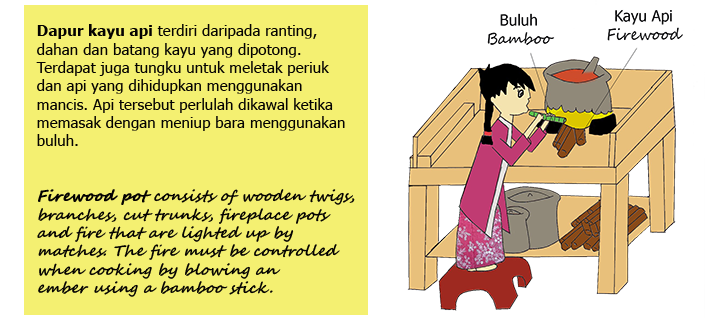 Dapur kayu api terdiri daripada ranting,
dahan dan batang kayu yang dipotong.
Terdapat juga tungku untuk meletak periuk
dan api yang dihidupkan menggunakan
mancis. Api tersebut perlulah dikawal ketika
memasak dengan meniup bara menggunakan
buluh.
Firewood pot consists of wooden twigs,
branches, cut trunks, fireplace pots
and fire that are lighted up by
matches. The fire must be controlled
when cooking by blowing an
ember using a bamboo stick.
Buluh
Bamboo
Kayu Api
Firewood